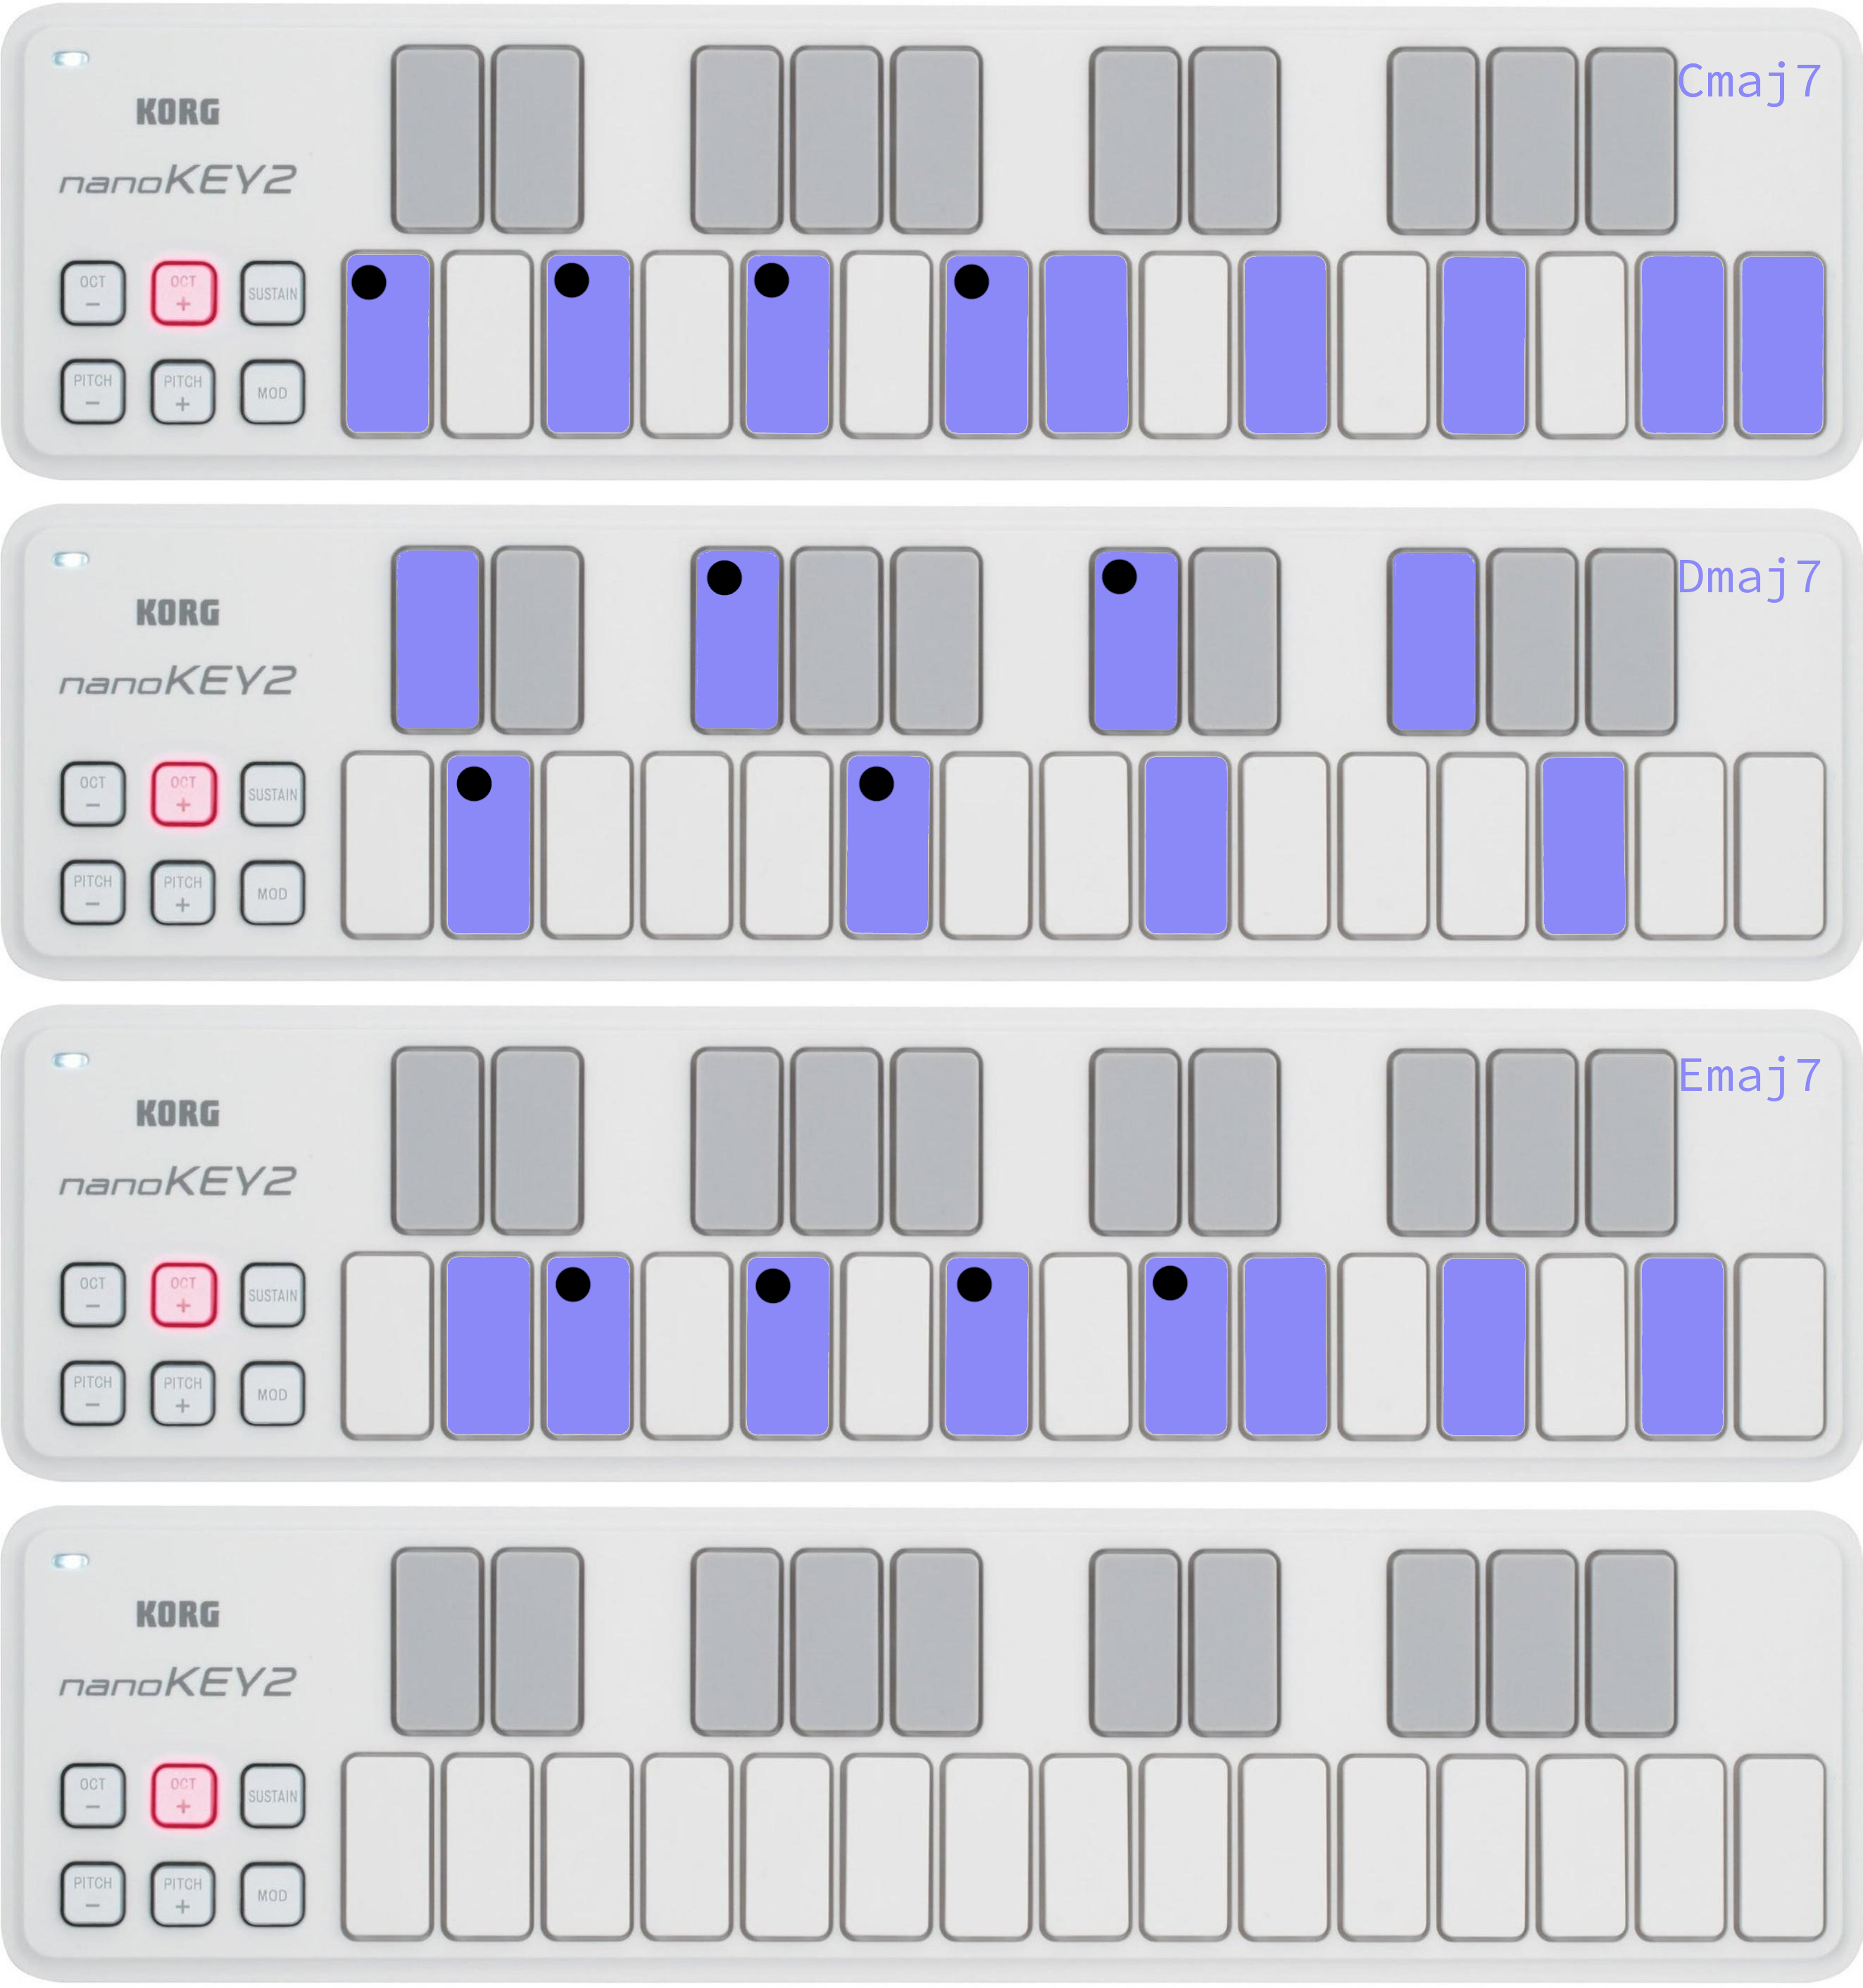 Cmaj7
KORG
nanoKEY2
OCT
−
OCT
+
SUSTAIN
PITCH
−
PITCH
+
MOD
Dmaj7
KORG
nanoKEY2
OCT
−
OCT
+
SUSTAIN
PITCH
−
PITCH
+
MOD
Emaj7
KORG
nanoKEY2
OCT
−
OCT
+
SUSTAIN
PITCH
−
PITCH
+
MOD
KORG
nanoKEY2
OCT
−
OCT
+
SUSTAIN
PITCH
−
PITCH
+
MOD